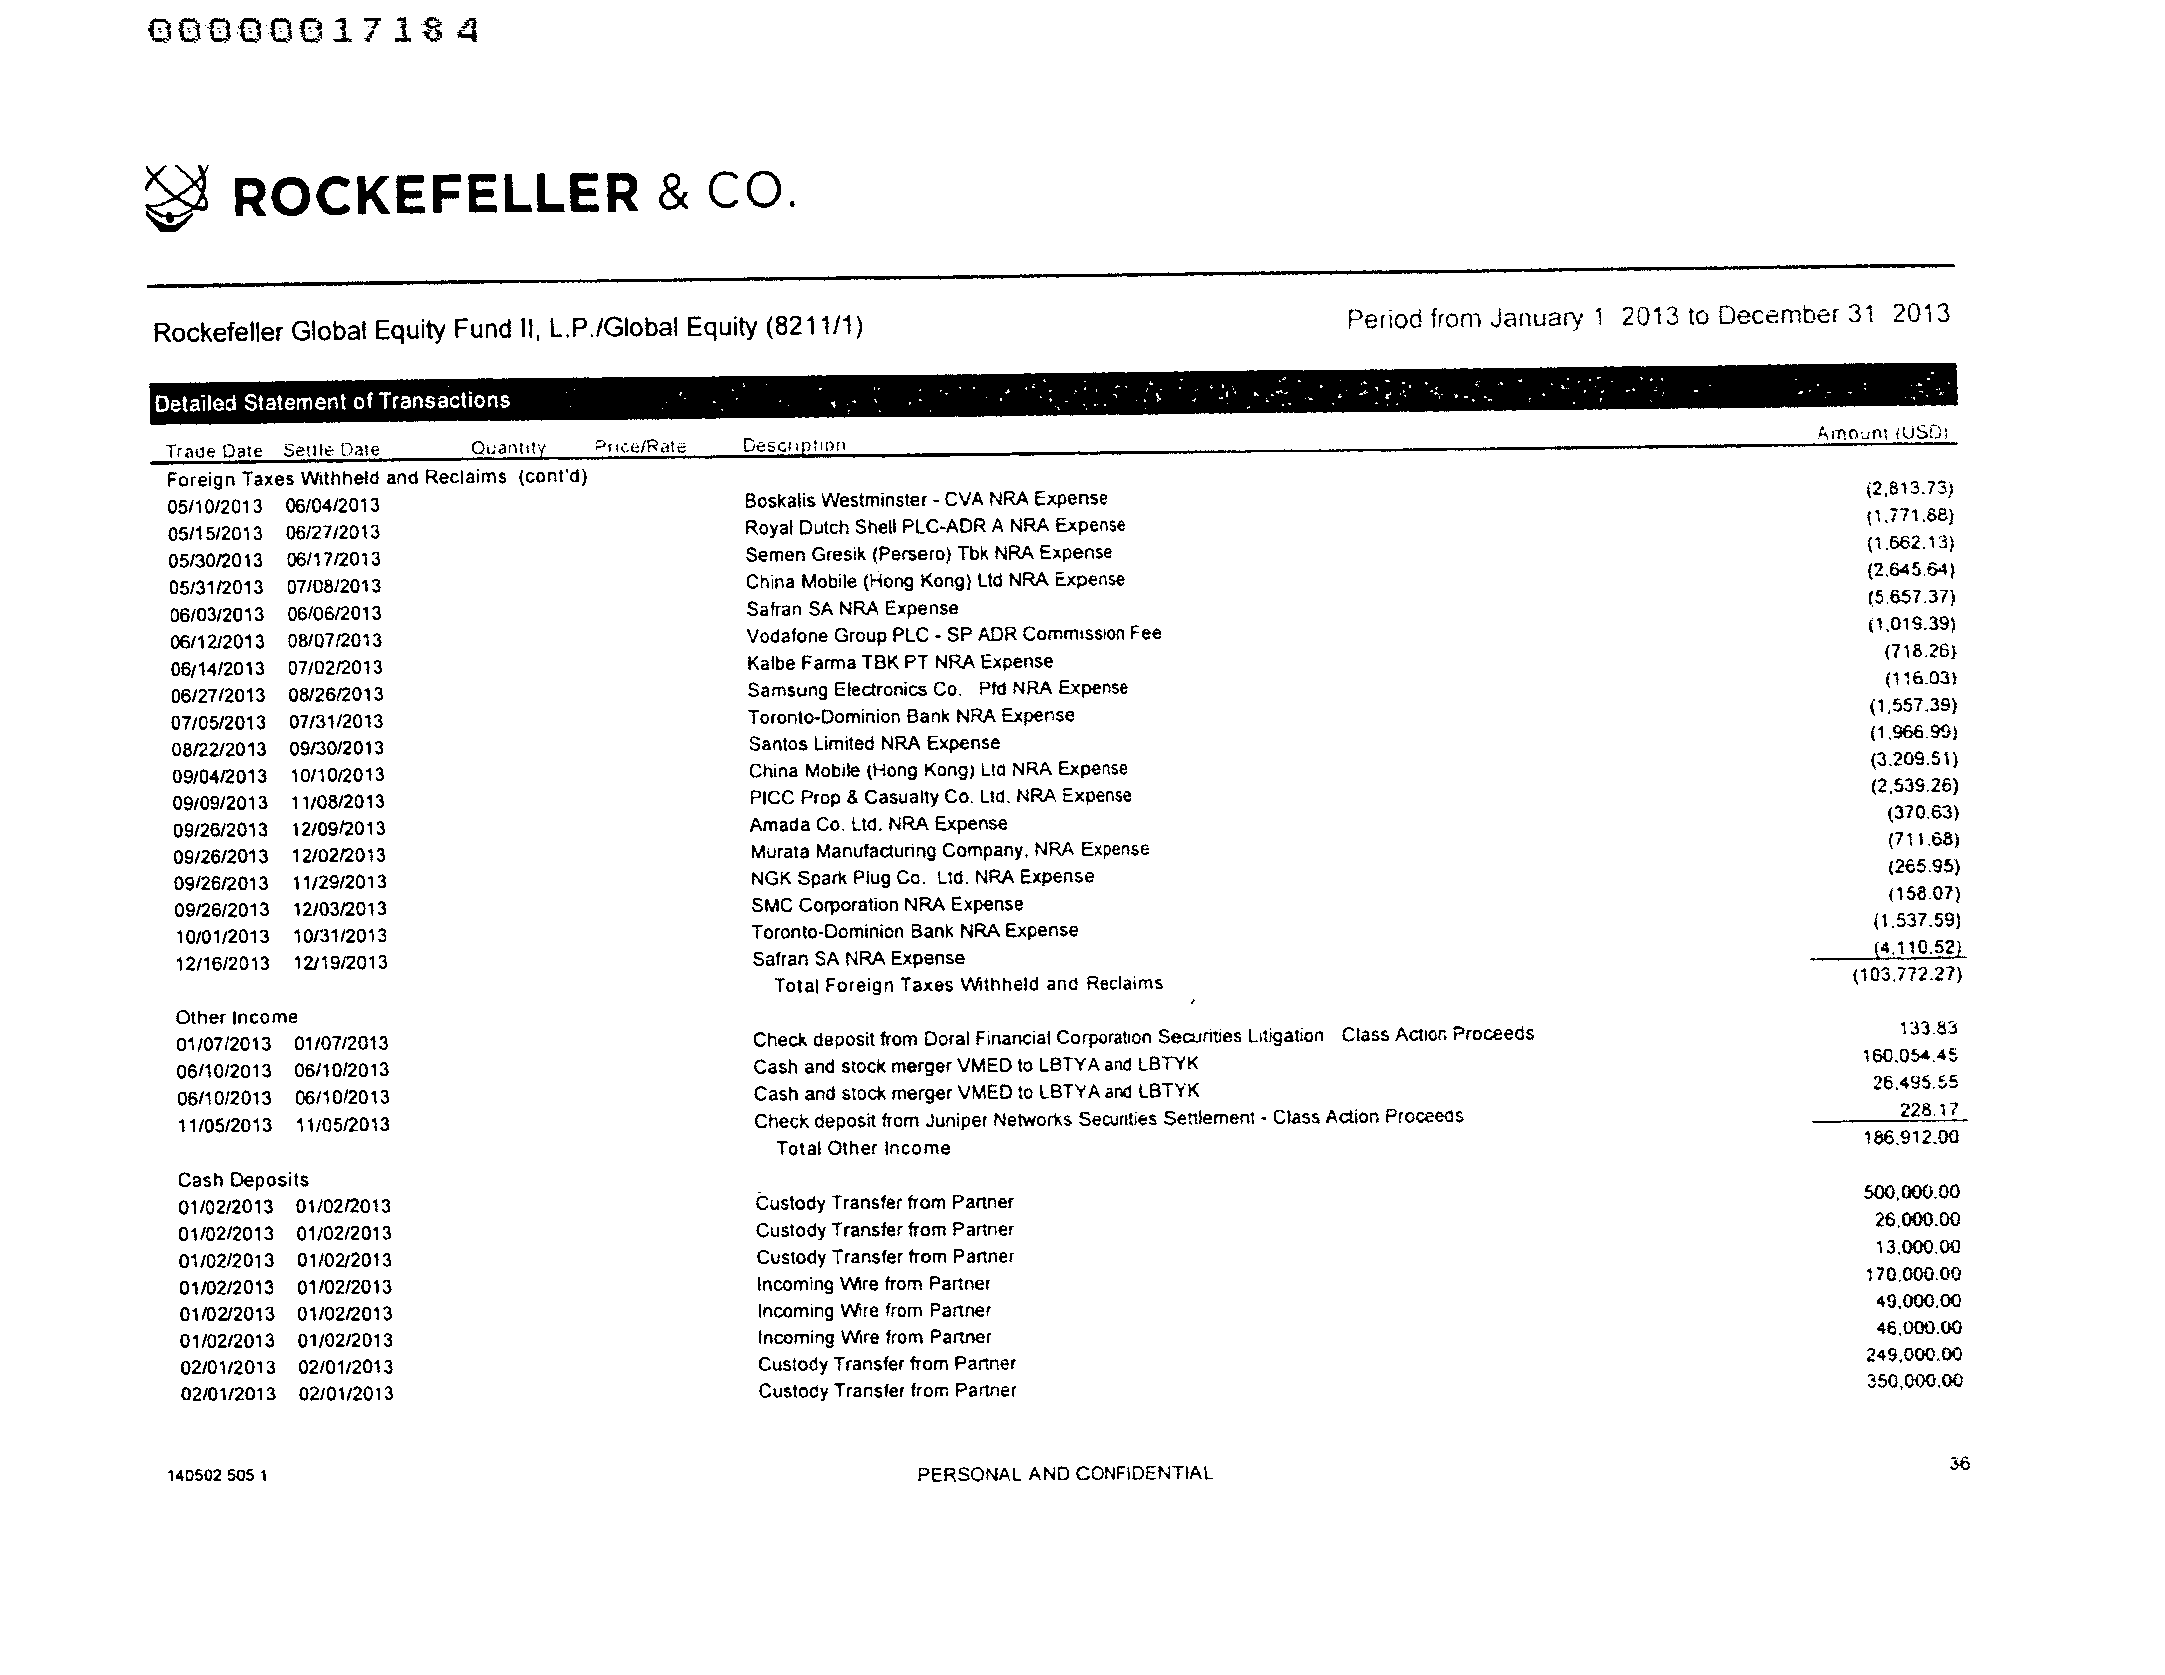 00000017184
ROCKEFELLER & CO.
Rockefeller Global Equity Fund II, L.P./Global Equity (8211/1) Period from January 1 2013 to December 31 2013
Detailed Statement of Transactions
Trade Date Settle Date Quantity Price/Rate Description Amount (USD)
Foreign Taxes Withheld and Reclaims (cont'd)
05/10/2013 06/04/2013 Boskalis Westminster - CVA NRA Expense (2,813.73)
05/15/2013 06/27/2013 Royal Dutch Shell PLC-ADR A NRA Expense (1,771.88)
05/30/2013 06/17/2013 Semen Gresik (Persero) Tbk NRA Expense (1,662.13)
05/31/2013 07/08/2013 China Mobile (Hong Kong) Ltd NRA Expense (2,645.64)
06/03/2013 06/06/2013 Safran SA NRA Expense (5,657.37)
06/12/2013 08/07/2013 Vodafone Group PLC - SP ADR Commission Fee (1,019.39)
06/14/2013 07/02/2013 Kalbe Farma TBK PT NRA Expense (718.26)
06/27/2013 08/26/2013 Samsung Electronics Co. Pfd NRA Expense (116.03)
07/05/2013 07/31/2013 Toronto-Dominion Bank NRA Expense (1,557.39)
08/22/2013 09/30/2013 Santos Limited NRA Expense (1,966.99)
09/04/2013 10/10/2013 China Mobile (Hong Kong) Ltd NRA Expense (3,209.51)
09/09/2013 11/08/2013 PICC Prop & Casualty Co. Ltd. NRA Expense (2,539.26)
09/26/2013 12/09/2013 Amada Co. Ltd. NRA Expense (370.63)
09/26/2013 12/02/2013 Murata Manufacturing Company, NRA Expense (711.68)
09/26/2013 11/29/2013 NGK Spark Plug Co. Ltd. NRA Expense (265.95)
09/26/2013 12/03/2013 SMC Corporation NRA Expense (158.07)
10/01/2013 10/31/2013 Toronto-Dominion Bank NRA Expense (1,537.59)
12/16/2013 12/19/2013 Safran SA NRA Expense (4,110.52)
Total Foreign Taxes Withheld and Reclaims (103,772.27)
Other Income
01/07/2013 01/07/2013 Check deposit from Doral Financial Corporation Securities Litigation Class Action Proceeds 133.83
06/10/2013 06/10/2013 Cash and stock merger VMED to LBTYA and LBTYK 160,054.45
06/10/2013 06/10/2013 Cash and stock merger VMED to LBTYA and LBTYK 26,495.55
11/05/2013 11/05/2013 Check deposit from Juniper Networks Securities Settlement - Class Action Proceeds 228.17
Total Other Income 186,912.00
Cash Deposits
01/02/2013 01/02/2013 Custody Transfer from Partner 500,000.00
01/02/2013 01/02/2013 Custody Transfer from Partner 26,000.00
01/02/2013 01/02/2013 Custody Transfer from Partner 13,000.00
01/02/2013 01/02/2013 Incoming Wire from Partner 170,000.00
01/02/2013 01/02/2013 Incoming Wire from Partner 49,000.00
01/02/2013 01/02/2013 Incoming Wire from Partner 46,000.00
02/01/2013 02/01/2013 Custody Transfer from Partner 249,000.00
02/01/2013 02/01/2013 Custody Transfer from Partner 350,000.00
140502 505 1 PERSONAL AND CONFIDENTIAL 36